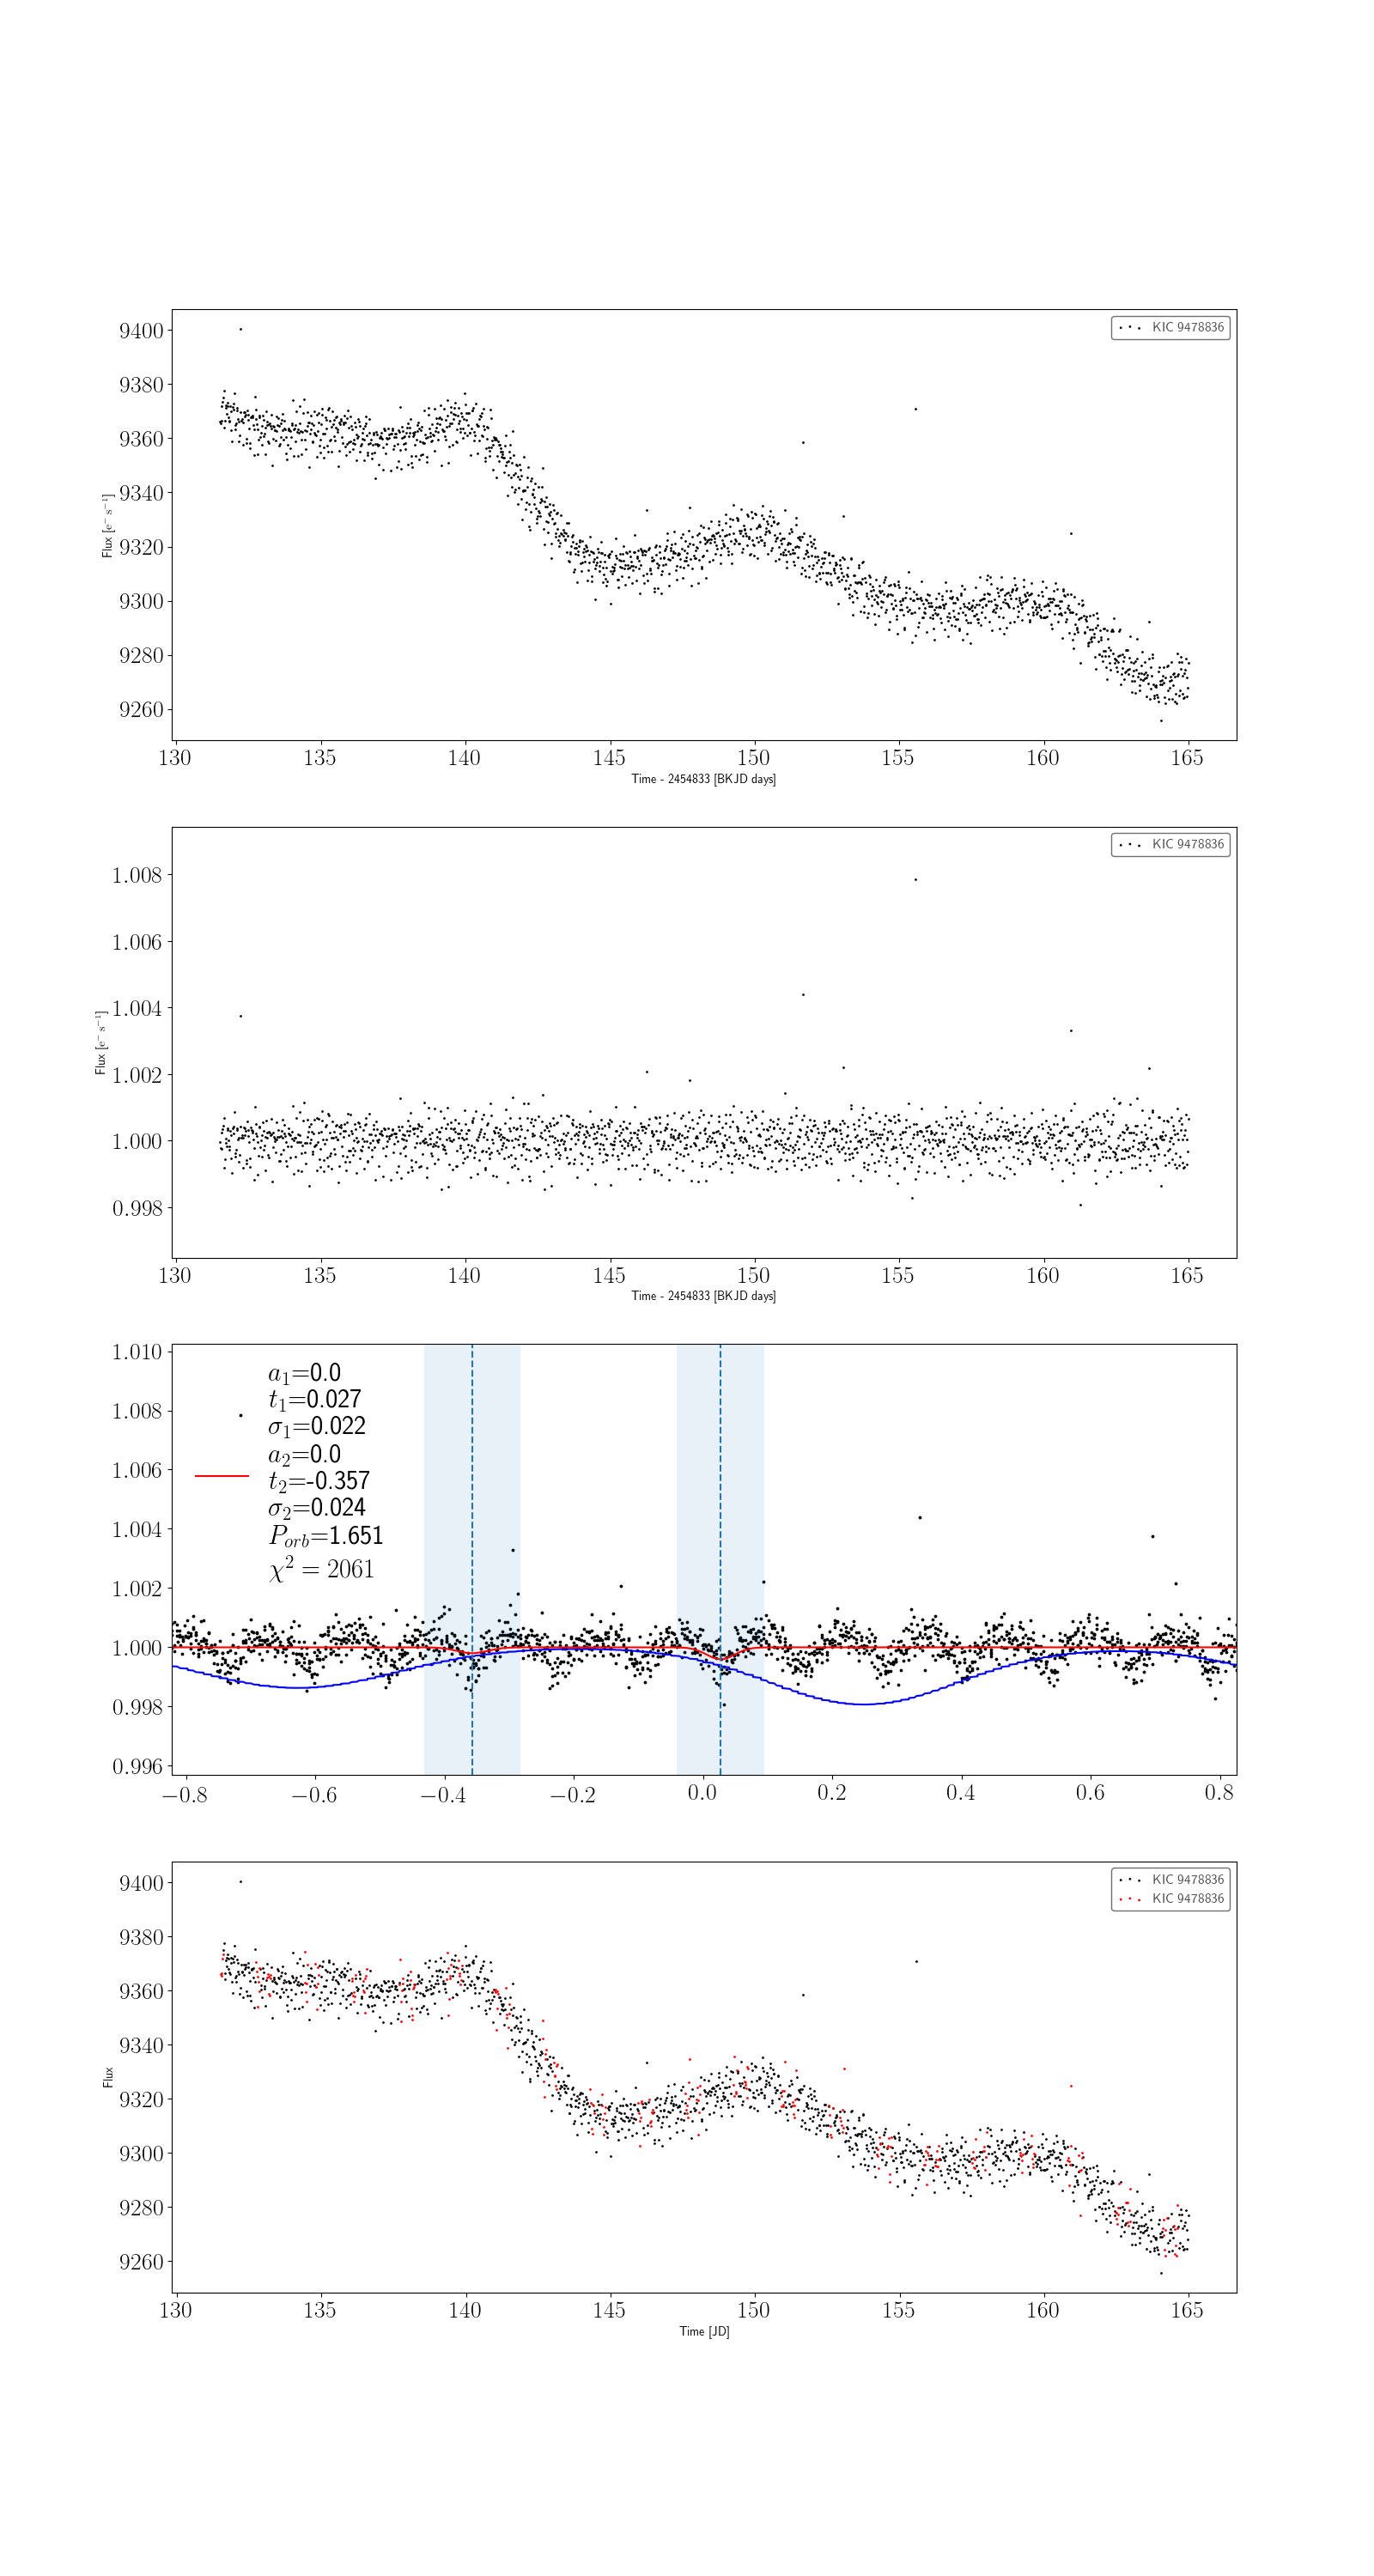 9400
9380
9360
9340
9320
9300
9280
9260
Flux [e⁻ s⁻¹]
KIC 9478836
130 135 140 145 150 155 160 165
Time - 2454833 [BKJD days]
1.008
1.006
1.004
1.002
1.000
0.998
Flux [e⁻ s⁻¹]
KIC 9478836
130 135 140 145 150 155 160 165
Time - 2454833 [BKJD days]
1.010
1.008
1.006
1.004
1.002
1.000
0.998
0.996
a₁=0.0
t₁=0.027
σ₁=0.022
a₂=0.0
t₂=-0.357
σ₂=0.024
P_orb=1.651
χ² = 2061
−0.8 −0.6 −0.4 −0.2 0.0 0.2 0.4 0.6 0.8
9400
9380
9360
9340
9320
9300
9280
9260
Flux
KIC 9478836
KIC 9478836
130 135 140 145 150 155 160 165
Time [JD]